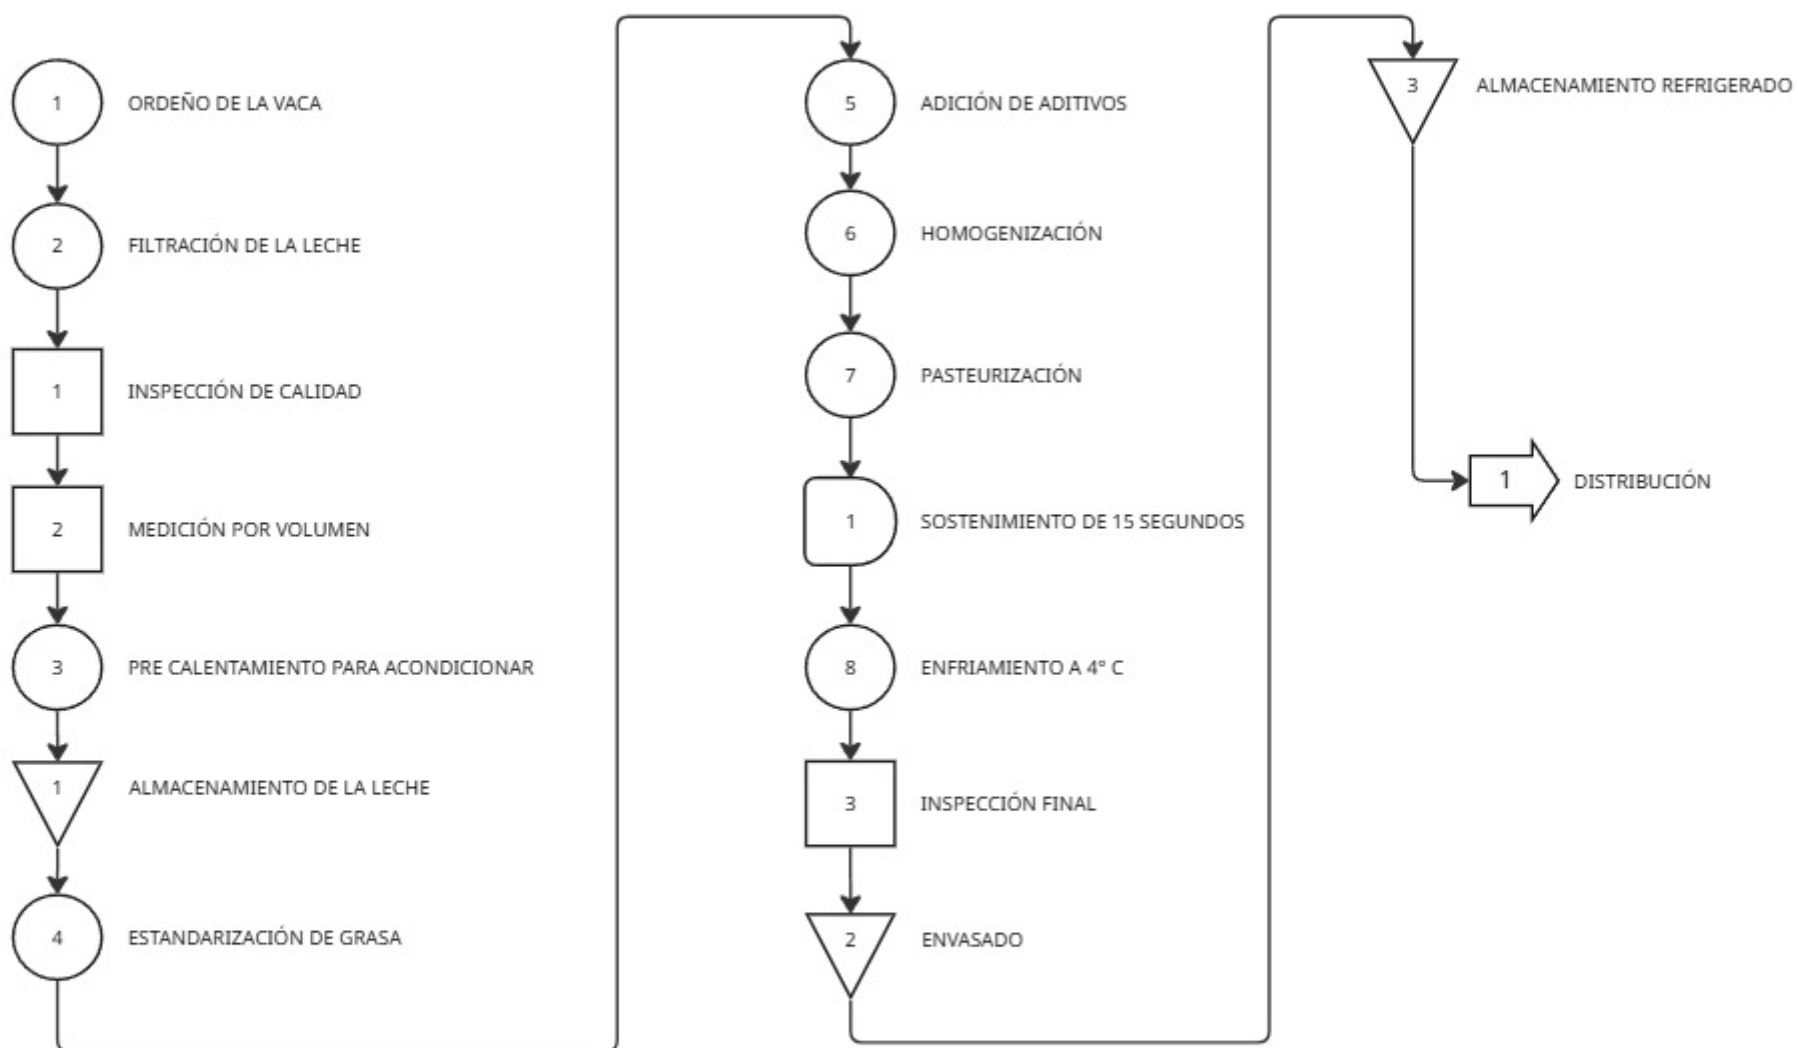 1 ORDEÑO DE LA VACA
2 FILTRACIÓN DE LA LECHE
1 INSPECCIÓN DE CALIDAD
2 MEDICIÓN POR VOLUMEN
3 PRE CALENTAMIENTO PARA ACONDICIONAR
1 ALMACENAMIENTO DE LA LECHE
4 ESTANDARIZACIÓN DE GRASA
5 ADICIÓN DE ADITIVOS
6 HOMOGENIZACIÓN
7 PASTEURIZACIÓN
1 SOSTENIMIENTO DE 15 SEGUNDOS
8 ENFRIAMIENTO A 4° C
3 INSPECCIÓN FINAL
2 ENVASADO
3 ALMACENAMIENTO REFRIGERADO
1 DISTRIBUCIÓN